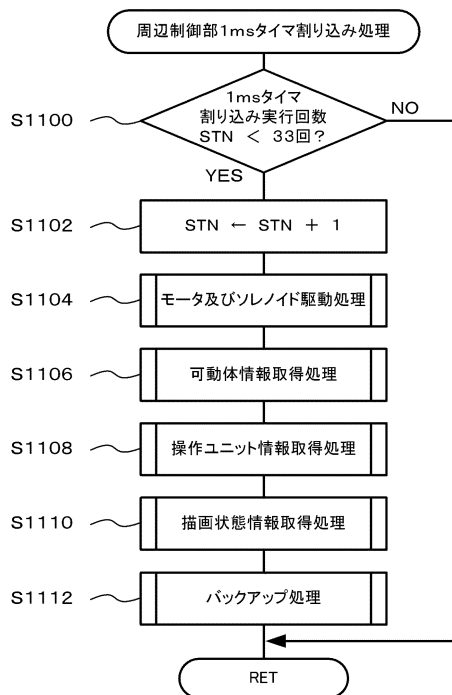 周辺制御部1msタイマ割り込み処理
S1100
1msタイマ
割り込み実行回数
STN < 33回?
NO
YES
S1102
STN ← STN + 1
S1104
モータ及びソレノイド駆動処理
S1106
可動体情報取得処理
S1108
操作ユニット情報取得処理
S1110
描画状態情報取得処理
S1112
バックアップ処理
RET